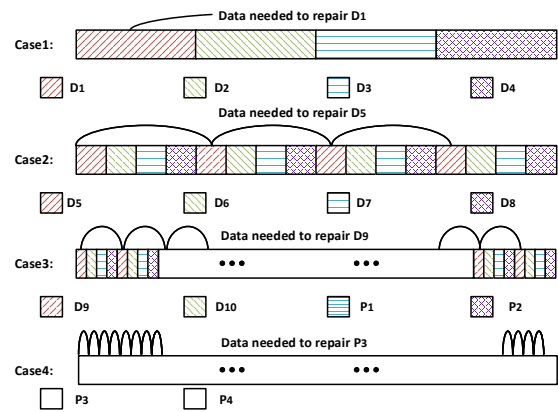 Data needed to repair D1
Case1:
D1 D2 D3 D4
Data needed to repair D5
Case2:
D5 D6 D7 D8
Data needed to repair D9
Case3:
••• •••
D9 D10 P1 P2
Data needed to repair P3
Case4:
••• •••
P3 P4